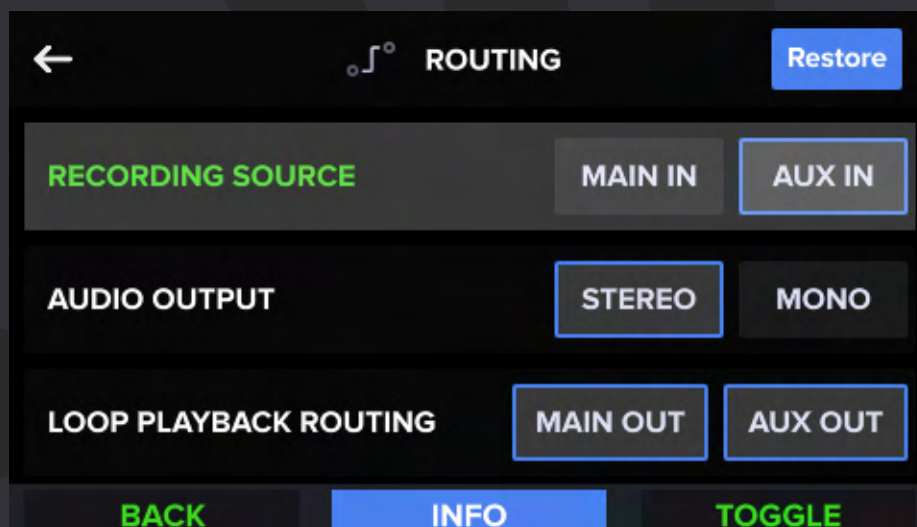 ROUTING Restore
RECORDING SOURCE MAIN IN AUX IN
AUDIO OUTPUT STEREO MONO
LOOP PLAYBACK ROUTING MAIN OUT AUX OUT
BACK INFO TOGGLE